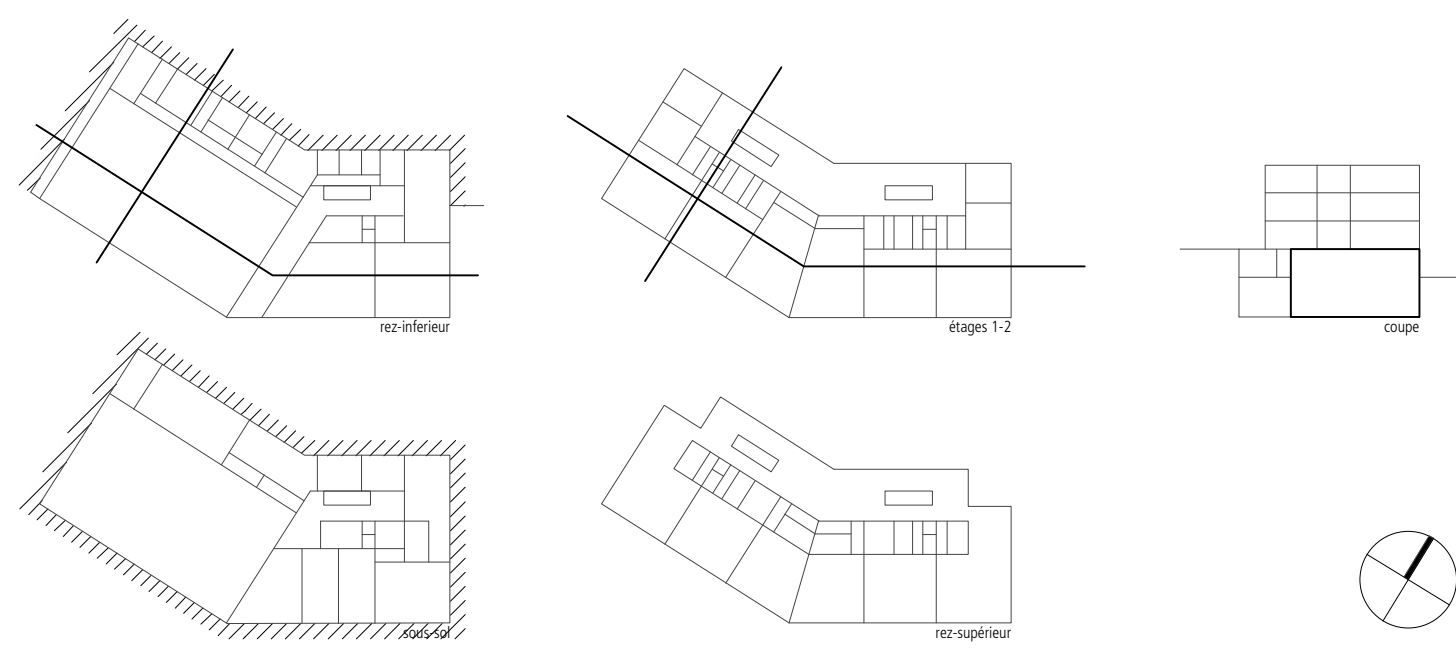 rez-inferieur
étages 1-2
coupe
sous-sol
rez-supérieur